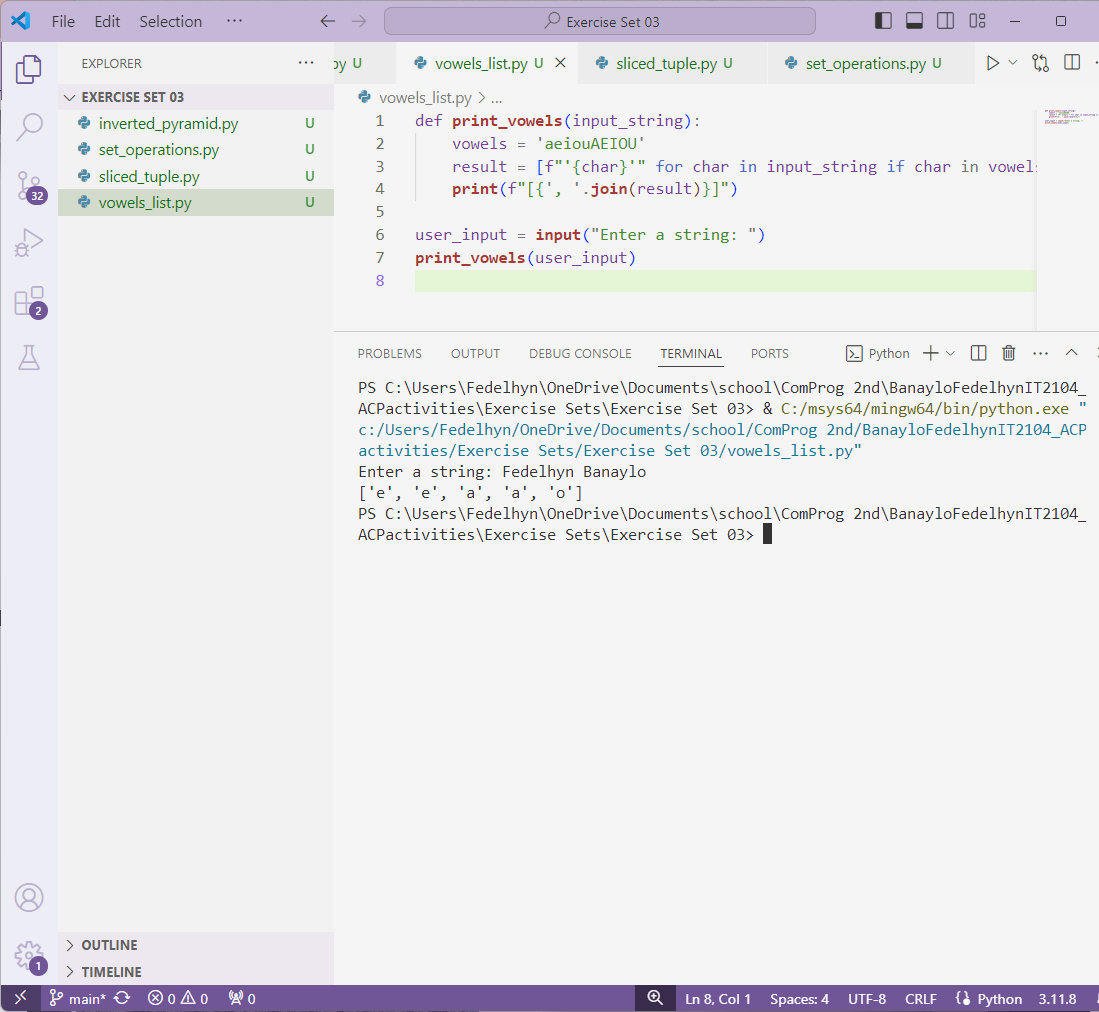 File Edit Selection ··· Exercise Set 03
EXPLORER ···
EXERCISE SET 03
inverted_pyramid.py U
set_operations.py U
sliced_tuple.py U
vowels_list.py U
py U vowels_list.py U sliced_tuple.py U set_operations.py U
vowels_list.py > ...
1 def print_vowels(input_string):
2 vowels = 'aeiouAEIOU'
3 result = [f"'{char}'" for char in input_string if char in vowels
4 print(f"[{', '.join(result)}]")
5
6 user_input = input("Enter a string: ")
7 print_vowels(user_input)
8
PROBLEMS OUTPUT DEBUG CONSOLE TERMINAL PORTS Python ···
PS C:\Users\Fedelhyn\OneDrive\Documents\school\ComProg 2nd\BanayloFedelhynIT2104_
ACPactivities\Exercise Sets\Exercise Set 03> & C:/msys64/mingw64/bin/python.exe "
c:/Users/Fedelhyn/OneDrive/Documents/school/ComProg 2nd/BanayloFedelhynIT2104_ACP
activities/Exercise Sets/Exercise Set 03/vowels_list.py"
Enter a string: Fedelhyn Banaylo
['e', 'e', 'a', 'a', 'o']
PS C:\Users\Fedelhyn\OneDrive\Documents\school\ComProg 2nd\BanayloFedelhynIT2104_
ACPactivities\Exercise Sets\Exercise Set 03>
32
2
1
OUTLINE
TIMELINE
main* 0 0 0 Ln 8, Col 1 Spaces: 4 UTF-8 CRLF Python 3.11.8